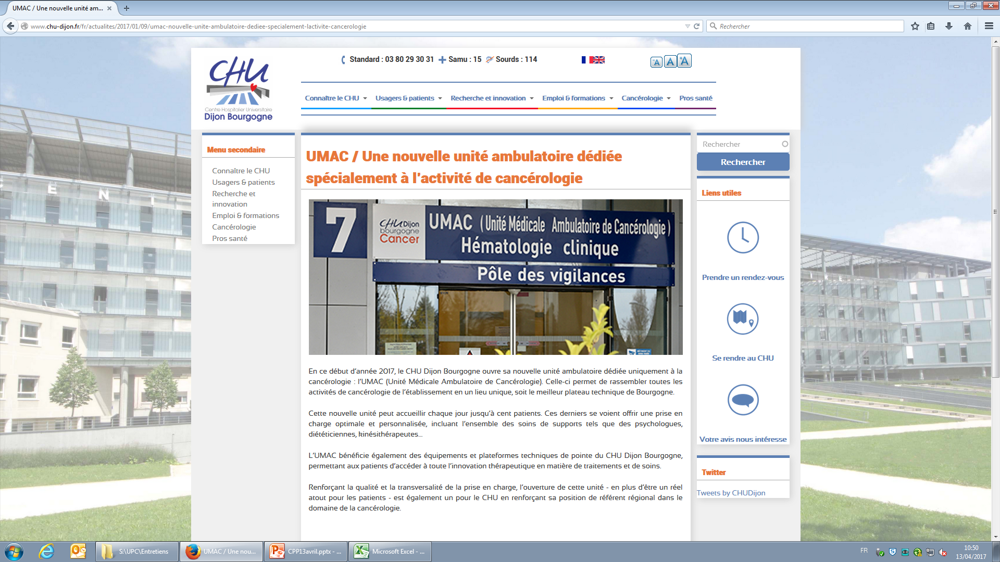 UMAC / Une nouvelle unité am...
www.chu-dijon.fr/fr/actualites/2017/01/09/umac-nouvelle-unite-ambulatoire-dediee-specialement-lactivite-cancerologie
Rechercher
CHU
Centre Hospitalier Universitaire
Dijon Bourgogne
Standard : 03 80 29 30 31 Samu : 15 Sourds : 114
-A A +A
Connaître le CHU Usagers & patients Recherche et innovation Emploi & formations Cancérologie Pros santé
Menu secondaire
Connaître le CHU
Usagers & patients
Recherche et
innovation
Emploi & formations
Cancérologie
Pros santé
UMAC / Une nouvelle unité ambulatoire dédiée
spécialement à l'activité de cancérologie
7
CHU Dijon
bourgogne
Cancer
UMAC (Unité Médicale Ambulatoire de Cancérologie)
Hématologie clinique
Pôle des vigilances
En ce début d'année 2017, le CHU Dijon Bourgogne ouvre sa nouvelle unité ambulatoire dédiée uniquement à la
cancérologie : l'UMAC (Unité Médicale Ambulatoire de Cancérologie). Celle-ci permet de rassembler toutes les
activités de cancérologie de l'établissement en un lieu unique, soit le meilleur plateau technique de Bourgogne.
Cette nouvelle unité peut accueillir chaque jour jusqu'à cent patients. Ces derniers se voient offrir une prise en
charge optimale et personnalisée, incluant l'ensemble des soins de supports tels que des psychologues,
diététiciennes, kinésithérapeutes...
L'UMAC bénéficie également des équipements et plateformes techniques de pointe du CHU Dijon Bourgogne,
permettant aux patients d'accéder à toute l'innovation thérapeutique en matière de traitements et de soins.
Renforçant la qualité et la transversalité de la prise en charge, l'ouverture de cette unité - en plus d'être un réel
atout pour les patients - est également un pour le CHU en renforçant sa position de référent régional dans le
domaine de la cancérologie.
Rechercher
Rechercher
Liens utiles
Prendre un rendez-vous
Se rendre au CHU
Votre avis nous intéresse
Twitter
Tweets by CHUDijon
S:\UPC\Entretiens
UMAC / Une nou...
CPP13avril.pptx - ...
Microsoft Excel - ...
FR
10:50
13/04/2017